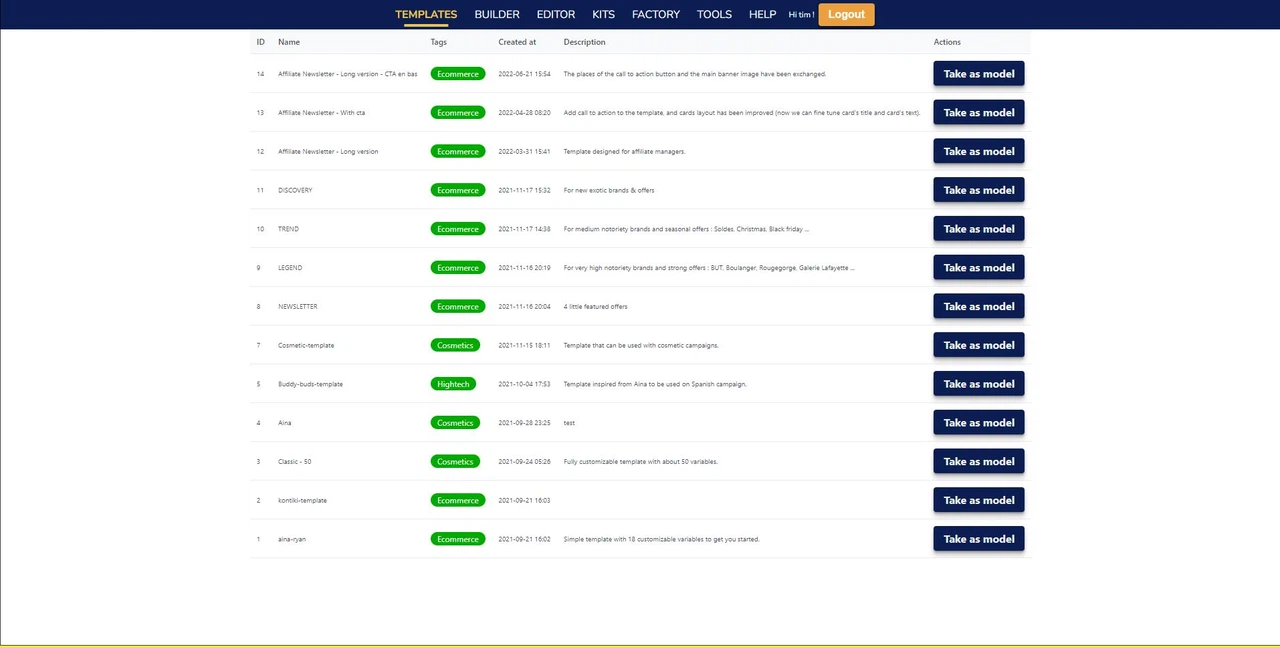 TEMPLATES BUILDER EDITOR KITS FACTORY TOOLS HELP Hi tim ! Logout
ID Name Tags Created at Description Actions
14 Affiliate Newsletter - Long version - CTA en bas Ecommerce 2022-06-21 15:54 The places of the call to action button and the main banner image have been exchanged. Take as model
13 Affiliate Newsletter - With cta Ecommerce 2022-04-28 08:20 Add call to action to the template, and cards layout has been improved (now we can fine tune card's title and card's text). Take as model
12 Affiliate Newsletter - Long version Ecommerce 2022-03-31 15:41 Template designed for affiliate managers. Take as model
11 DISCOVERY Ecommerce 2021-11-17 15:32 For new exotic brands & offers Take as model
10 TREND Ecommerce 2021-11-17 14:38 For medium notoriety brands and seasonal offers : Soldes, Christmas, Black friday ... Take as model
9 LEGEND Ecommerce 2021-11-16 20:19 For very high notoriety brands and strong offers : BUT, Boulanger, Rougegorge, Galerie Lafayette ... Take as model
8 NEWSLETTER Ecommerce 2021-11-16 20:04 4 little featured offers Take as model
7 Cosmetic-template Cosmetics 2021-11-15 18:11 Template that can be used with cosmetic campaigns. Take as model
5 Buddy-buds-template Hightech 2021-10-04 17:53 Template inspired from Aina to be used on Spanish campaign. Take as model
4 Aina Cosmetics 2021-09-28 23:25 test Take as model
3 Classic - 50 Cosmetics 2021-09-24 05:26 Fully customizable template with about 50 variables. Take as model
2 kontiki-template Ecommerce 2021-09-21 16:03 Take as model
1 aina-ryan Ecommerce 2021-09-21 16:02 Simple template with 18 customizable variables to get you started. Take as model